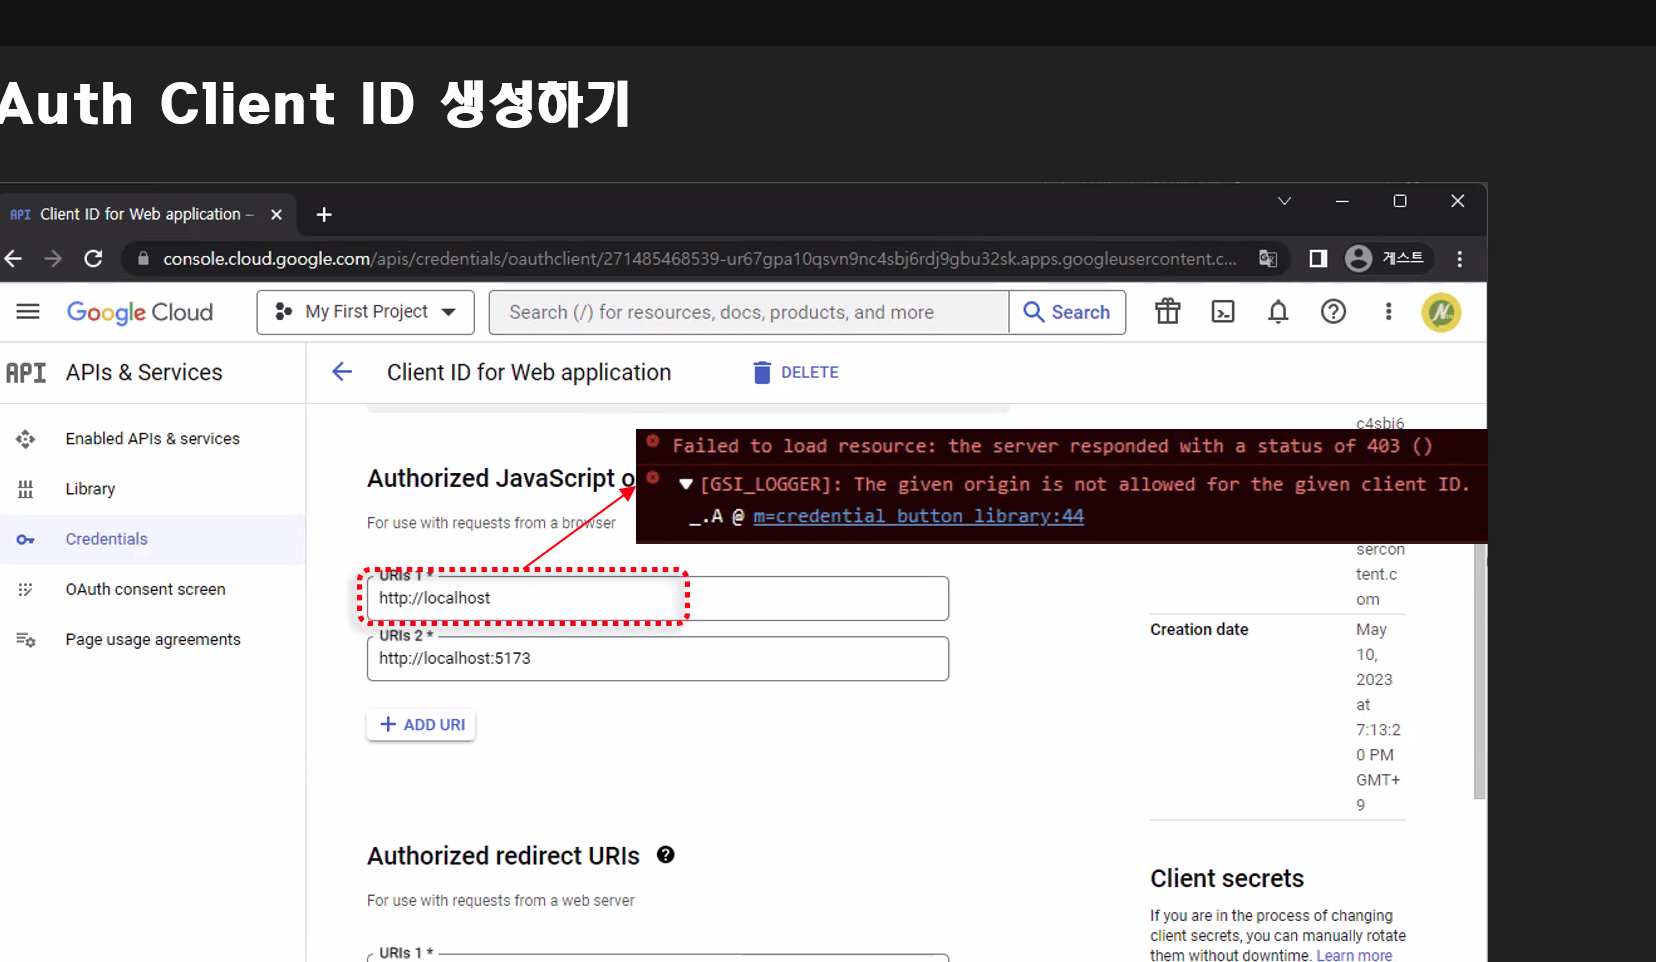 Auth Client ID 생성하기
API Client ID for Web application –
console.cloud.google.com/apis/credentials/oauthclient/271485468539-ur67gpa10qsvn9nc4sbj6rdj9gbu32sk.apps.googleusercontent.c...
게스트
Google Cloud
My First Project
Search (/) for resources, docs, products, and more
Search
API APIs & Services
Client ID for Web application
DELETE
Enabled APIs & services
Library
Credentials
OAuth consent screen
Page usage agreements
Authorized JavaScript o
For use with requests from a browser
Failed to load resource: the server responded with a status of 403 ()
[GSI_LOGGER]: The given origin is not allowed for the given client ID.
_.A @ m=credential_button_library:44
URIs 1 *
http://localhost
URIs 2 *
http://localhost:5173
ADD URI
Authorized redirect URIs
For use with requests from a web server
URIs 1 *
c4sbj6
sercon
tent.c
om
Creation date
May
10,
2023
at
7:13:2
0 PM
GMT+
9
Client secrets
If you are in the process of changing
client secrets, you can manually rotate
them without downtime. Learn more